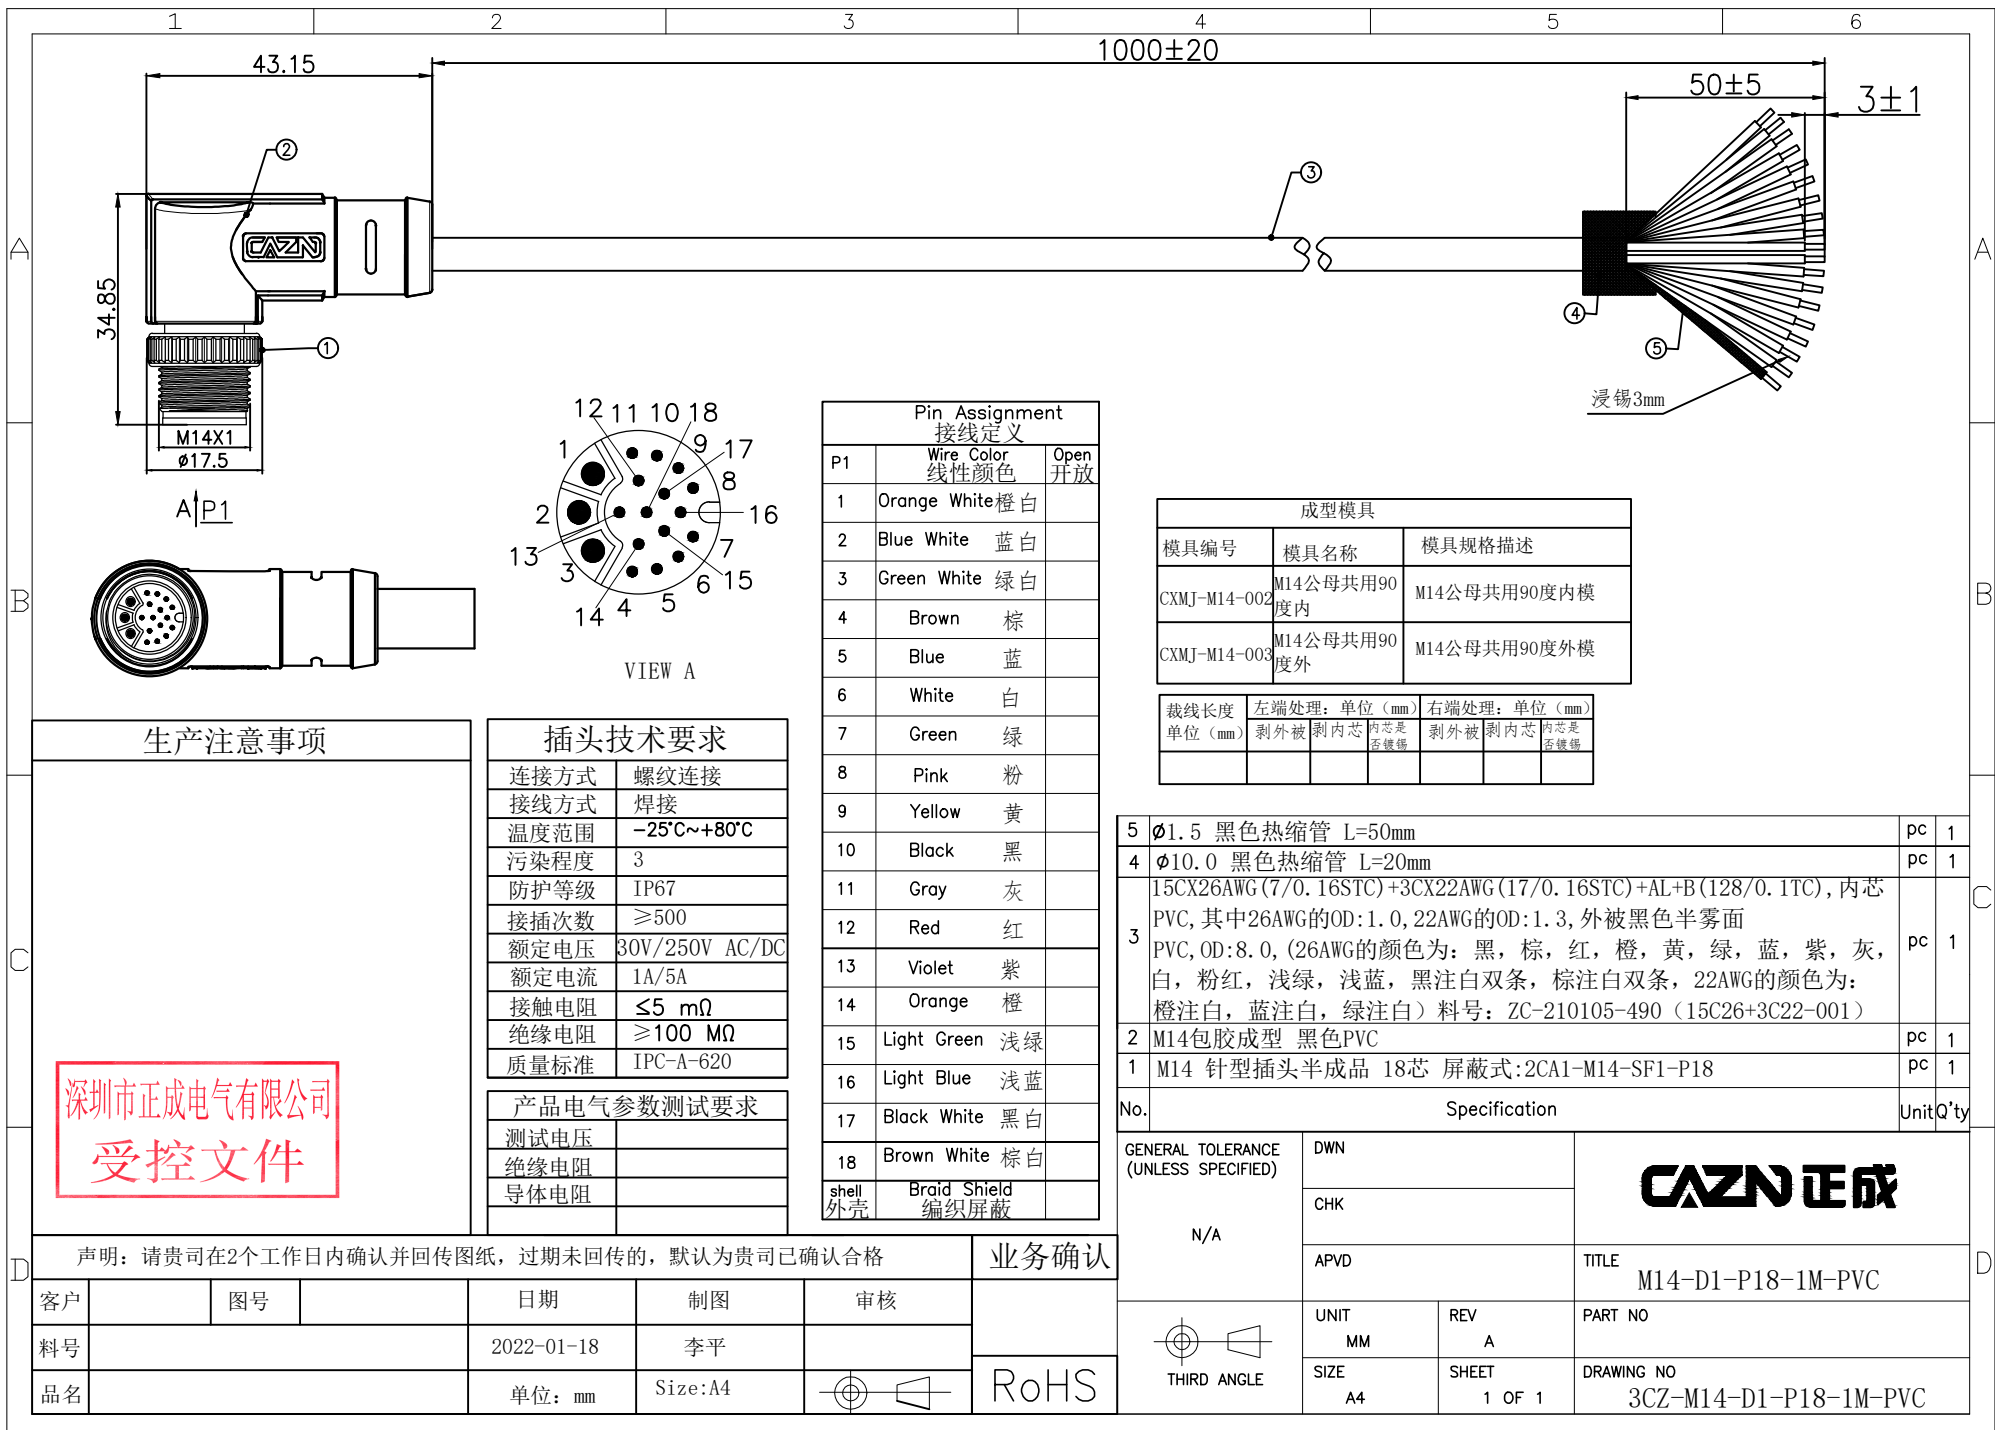 1 2 3 4 5 6
A A
B B
C C
D D
43.15
1000±20
50±5
3±1
34.85
M14X1
ø17.5
A P1
CAZN
①
②
③
④
⑤
浸锡3mm
12 11 10 18
1 9 17
8
2 16
13 7
3 15
14 4 5 6
VIEW A
Pin Assignment
接线定义
P1 Wire Color Open
线性颜色 开放
1 Orange White橙白
2 Blue White 蓝白
3 Green White 绿白
4 Brown 棕
5 Blue 蓝
6 White 白
7 Green 绿
8 Pink 粉
9 Yellow 黄
10 Black 黑
11 Gray 灰
12 Red 红
13 Violet 紫
14 Orange 橙
15 Light Green 浅绿
16 Light Blue 浅蓝
17 Black White 黑白
18 Brown White 棕白
shell Braid Shield
外壳 编织屏蔽
成型模具
模具编号 模具名称 模具规格描述
CXMJ-M14-002 M14公母共用90度内 M14公母共用90度内模
CXMJ-M14-003 M14公母共用90度外 M14公母共用90度外模
裁线长度 左端处理: 单位 (mm) 右端处理: 单位 (mm)
单位 (mm) 剥外被 剥内芯 内芯是否镀锡 剥外被 剥内芯 内芯是否镀锡
生产注意事项
插头技术要求
连接方式 螺纹连接
接线方式 焊接
温度范围 -25°C~+80°C
污染程度 3
防护等级 IP67
接插次数 ≥500
额定电压 30V/250V AC/DC
额定电流 1A/5A
接触电阻 ≤5 mΩ
绝缘电阻 ≥100 MΩ
质量标准 IPC-A-620
产品电气参数测试要求
测试电压
绝缘电阻
导体电阻
深圳市正成电气有限公司
受控文件
5 ø1.5 黑色热缩管 L=50mm pc 1
4 ø10.0 黑色热缩管 L=20mm pc 1
15CX26AWG(7/0.16STC)+3CX22AWG(17/0.16STC)+AL+B(128/0.1TC),内芯
PVC,其中26AWG的OD:1.0,22AWG的OD:1.3,外被黑色半雾面
3 PVC,OD:8.0,(26AWG的颜色为: 黑, 棕, 红, 橙, 黄, 绿, 蓝, 紫, 灰, pc 1
白, 粉红, 浅绿, 浅蓝, 黑注白双条, 棕注白双条, 22AWG的颜色为:
橙注白, 蓝注白, 绿注白) 料号: ZC-210105-490 (15C26+3C22-001)
2 M14包胶成型 黑色PVC pc 1
1 M14 针型插头半成品 18芯 屏蔽式:2CA1-M14-SF1-P18 pc 1
No. Specification Unit Q'ty
GENERAL TOLERANCE
(UNLESS SPECIFIED)
N/A
DWN
CHK
APVD
CAZN正成
TITLE
M14-D1-P18-1M-PVC
THIRD ANGLE
UNIT
MM
REV
A
PART NO
SIZE
A4
SHEET
1 OF 1
DRAWING NO
3CZ-M14-D1-P18-1M-PVC
声明: 请贵司在2个工作日内确认并回传图纸, 过期未回传的, 默认为贵司已确认合格
业务确认
客户 图号 日期 制图 审核
料号 2022-01-18 李平
品名 单位: mm Size:A4
RoHS